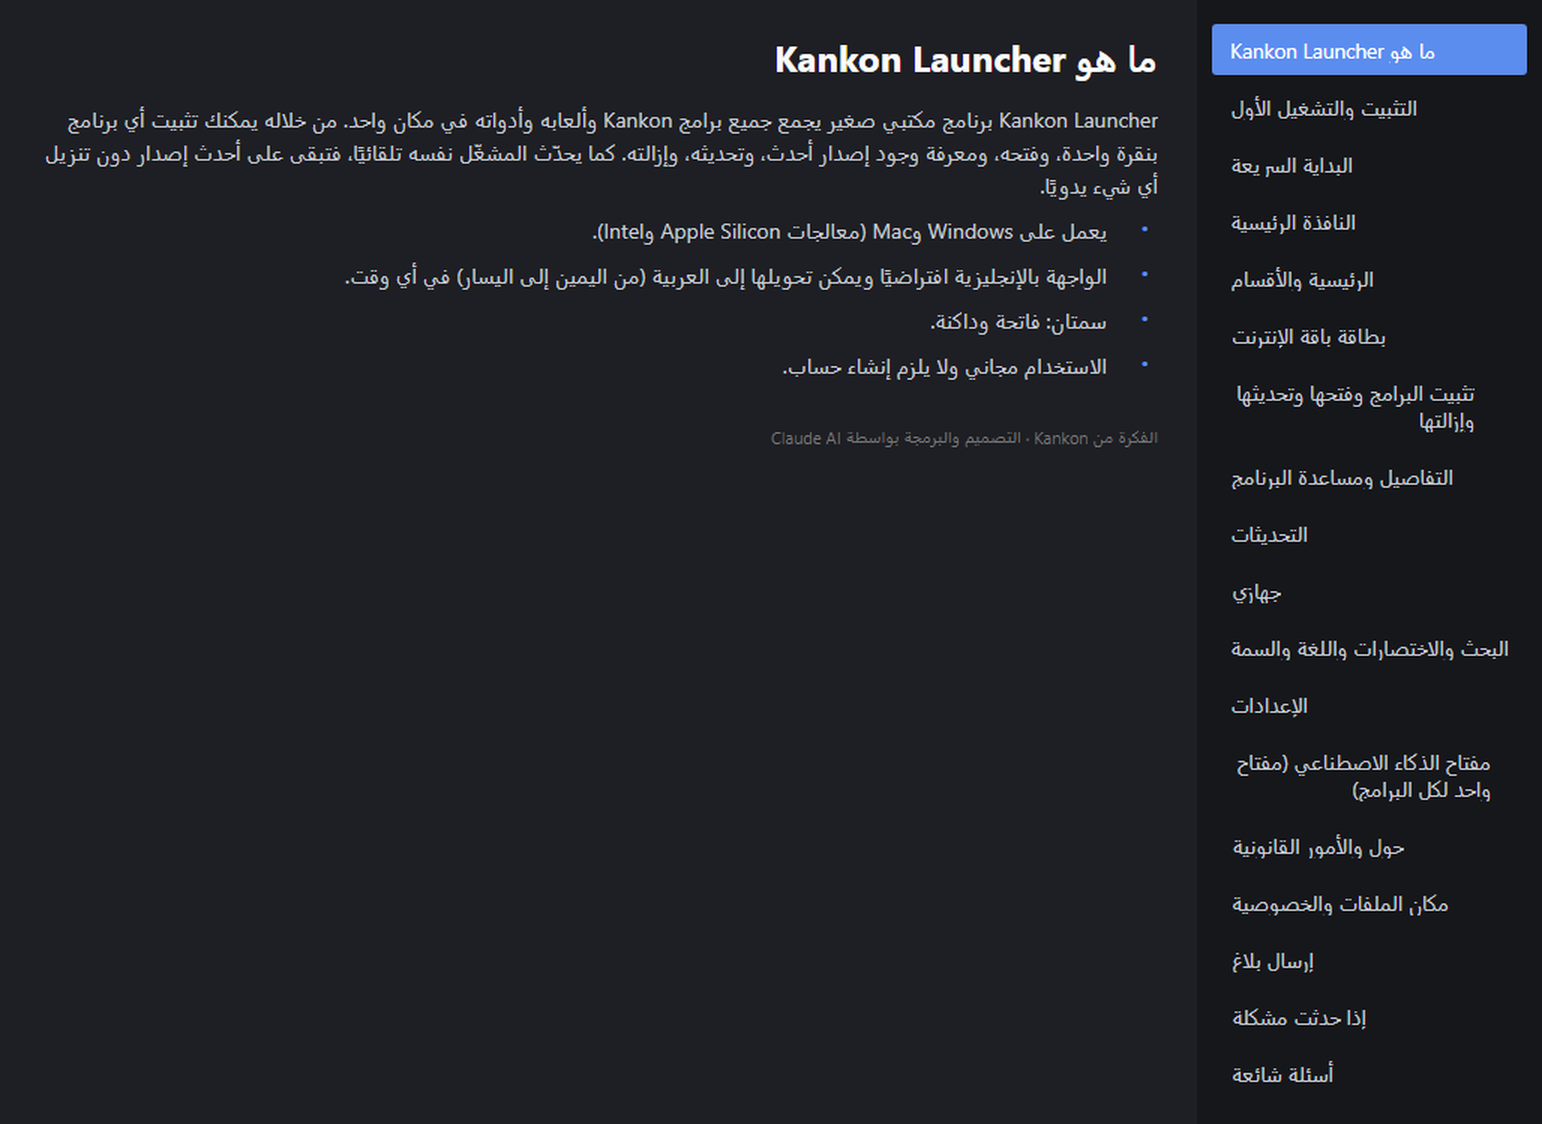 ما هو Kankon Launcher
التثبيت والتشغيل الأول
البداية السريعة
النافذة الرئيسية
الرئيسية والأقسام
بطاقة باقة الإنترنت
تثبيت البرامج وفتحها وتحديثها
وإزالتها
التفاصيل ومساعدة البرنامج
التحديثات
جهازي
البحث والاختصارات واللغة والسمة
الإعدادات
مفتاح الذكاء الاصطناعي (مفتاح
واحد لكل البرامج)
حول والأمور القانونية
مكان الملفات والخصوصية
إرسال بلاغ
إذا حدثت مشكلة
أسئلة شائعة
ما هو Kankon Launcher
Kankon Launcher برنامج مكتبي صغير يجمع جميع برامج Kankon وألعابه وأدواته في مكان واحد. من خلاله يمكنك تثبيت أي برنامج
بنقرة واحدة، وفتحه، ومعرفة وجود إصدار أحدث، وتحديثه، وإزالته. كما يحدّث المشغّل نفسه تلقائيًا، فتبقى على أحدث إصدار دون تنزيل
أي شيء يدويًا.
• يعمل على Windows وMac (معالجات Apple Silicon وIntel).
• الواجهة بالإنجليزية افتراضيًا ويمكن تحويلها إلى العربية (من اليمين إلى اليسار) في أي وقت.
• سمتان: فاتحة وداكنة.
• الاستخدام مجاني ولا يلزم إنشاء حساب.
الفكرة من Kankon · التصميم والبرمجة بواسطة Claude AI